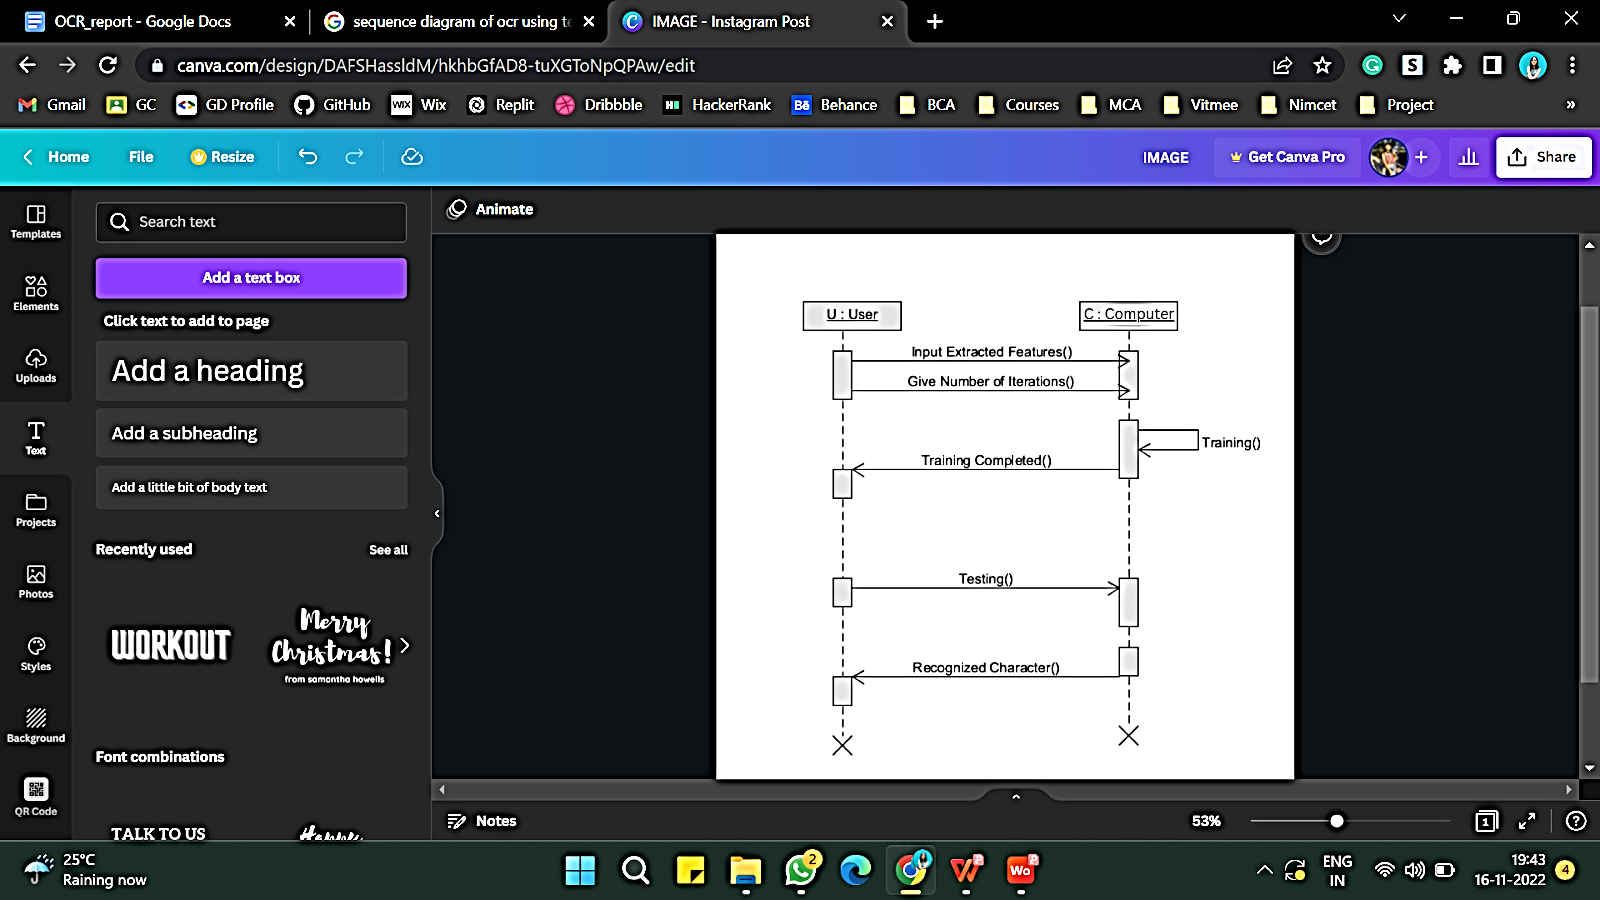 OCR_report - Google Docs
sequence diagram of ocr using te
IMAGE - Instagram Post
canva.com/design/DAFSHassIdM/hkhbGfAD8-tuXGToNpQPAw/edit
Gmail GC GD Profile GitHub Wix Replit Dribbble HackerRank Behance BCA Courses MCA Vitmee Nimcet Project
Home File Resize IMAGE Get Canva Pro Share
Templates
Elements
Uploads
Text
Projects
Photos
Styles
Background
QR Code
Search text
Add a text box
Click text to add to page
Add a heading
Add a subheading
Add a little bit of body text
Recently used See all
WORKOUT
Merry
Christmas!
from samantha howells
Font combinations
TALK TO US
Animate
U : User
C : Computer
Input Extracted Features()
Give Number of Iterations()
Training()
Training Completed()
Testing()
Recognized Character()
Notes 53% 1
25°C
Raining now
2
ENG
IN
19:43
16-11-2022
4